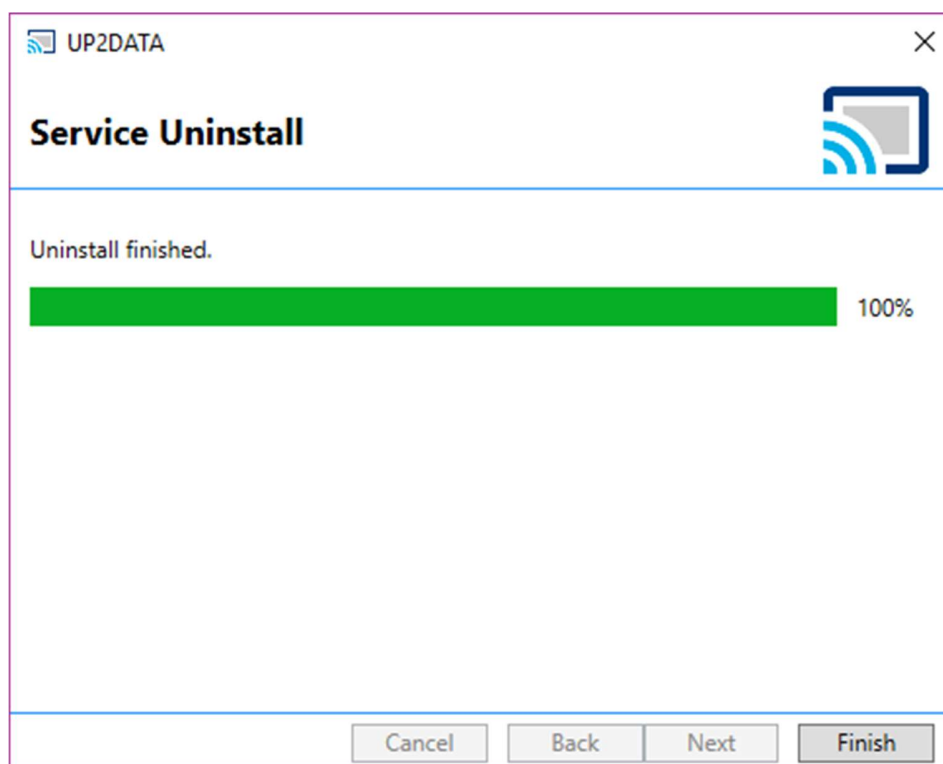 UP2DATA
Service Uninstall
Uninstall finished.
100%
Cancel Back Next Finish